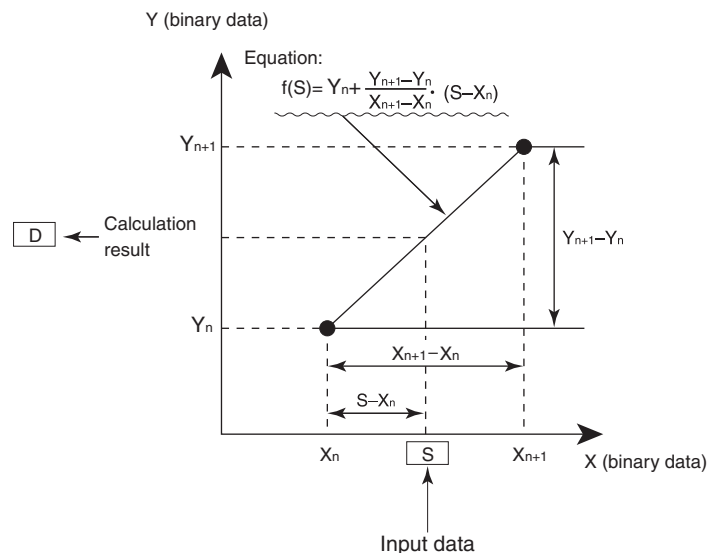 Y (binary data)
Equation:
f(S)= Yn+ Yn+1–Yn / Xn+1–Xn · (S–Xn)
Yn+1
D
Calculation
result
Yn+1–Yn
Yn
Xn+1–Xn
S–Xn
Xn
S
Xn+1
X (binary data)
Input data